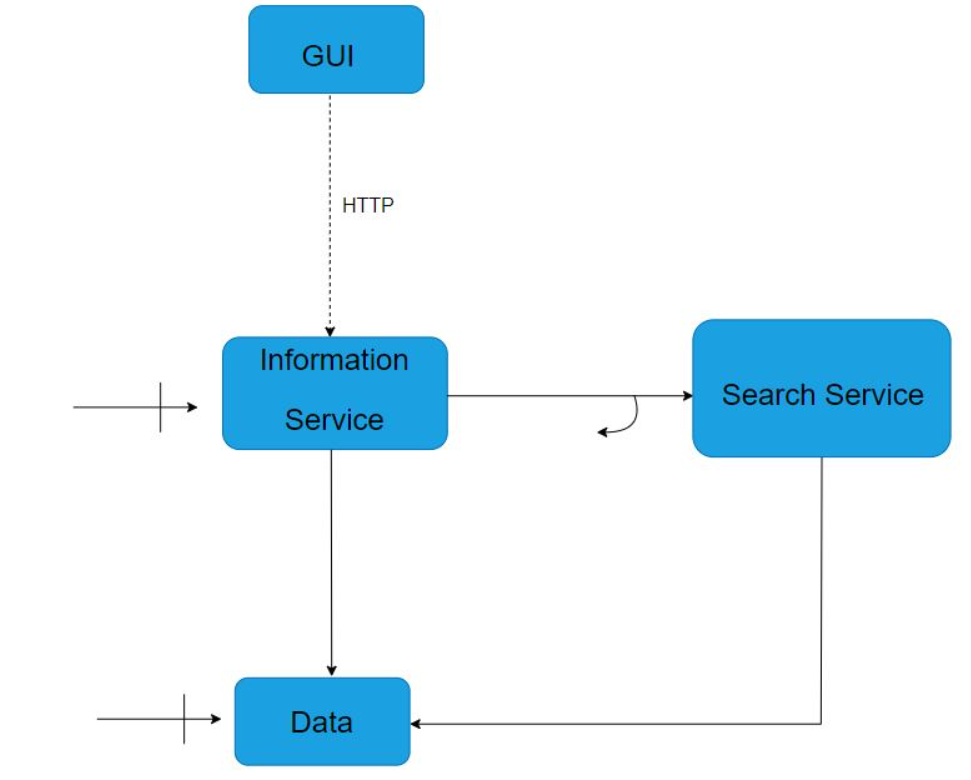 GUI
HTTP
Information
Service
Search Service
Data